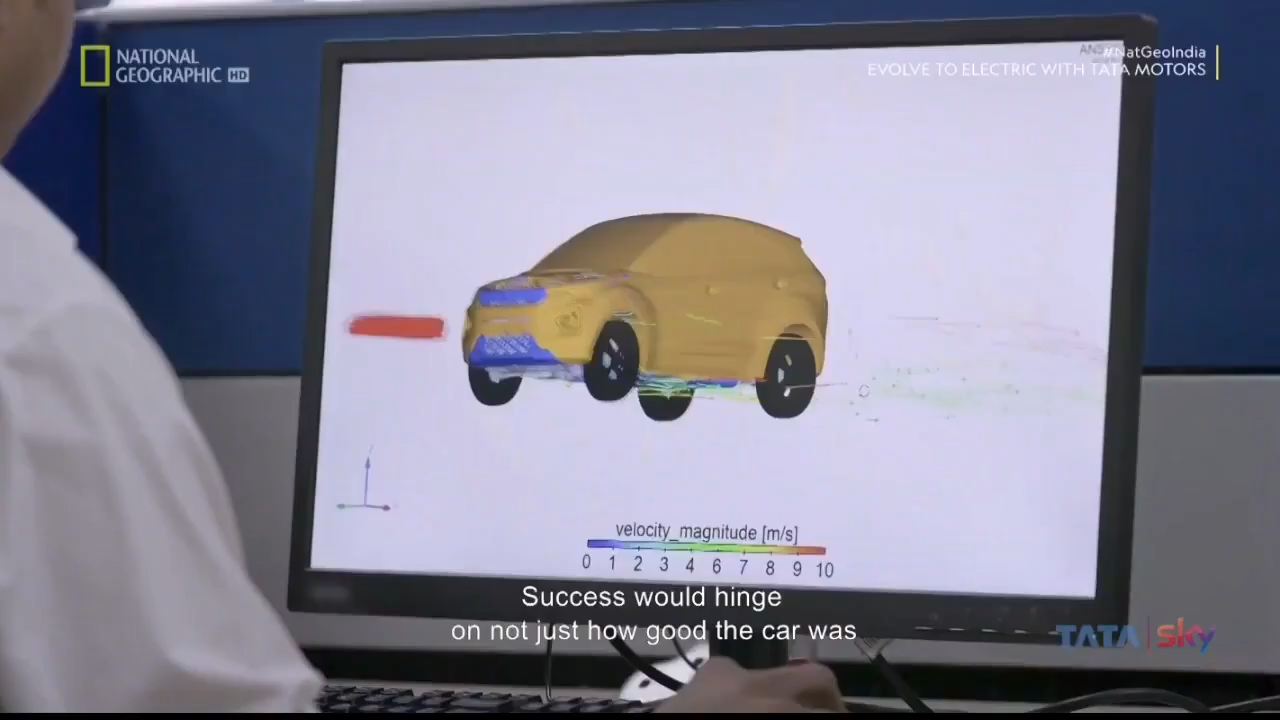 NATIONAL
GEOGRAPHIC HD
#NatGeoIndia
EVOLVE TO ELECTRIC WITH TATA MOTORS
velocity_magnitude [m/s]
0 1 2 3 4 5 6 7 8 9 10
Success would hinge
on not just how good the car was
TATA sky